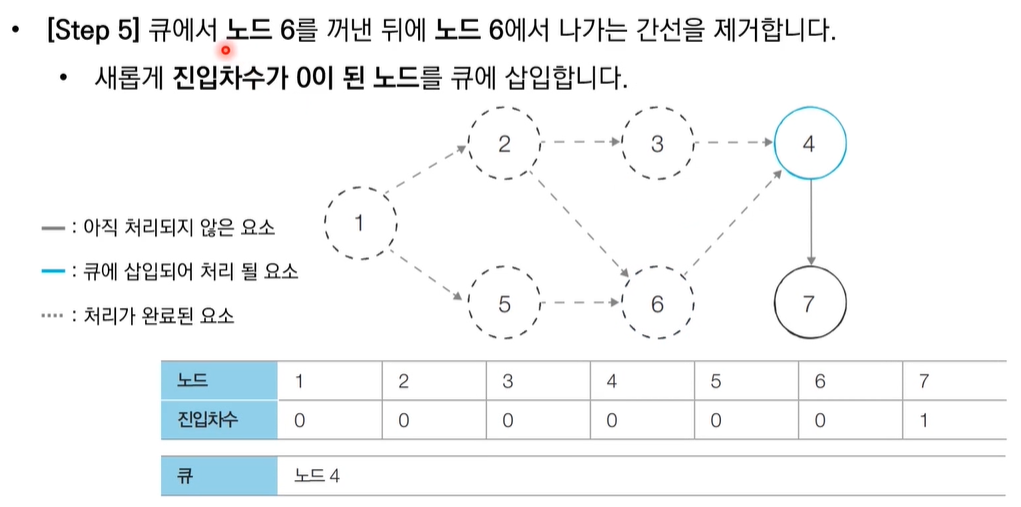 • [Step 5] 큐에서 노드 6를 꺼낸 뒤에 노드 6에서 나가는 간선을 제거합니다.
• 새롭게 진입차수가 0이 된 노드를 큐에 삽입합니다.
2 3 4
1
: 아직 처리되지 않은 요소
: 큐에 삽입되어 처리 될 요소
5 6 7
: 처리가 완료된 요소
노드 1 2 3 4 5 6 7
진입차수 0 0 0 0 0 0 1
큐 노드 4